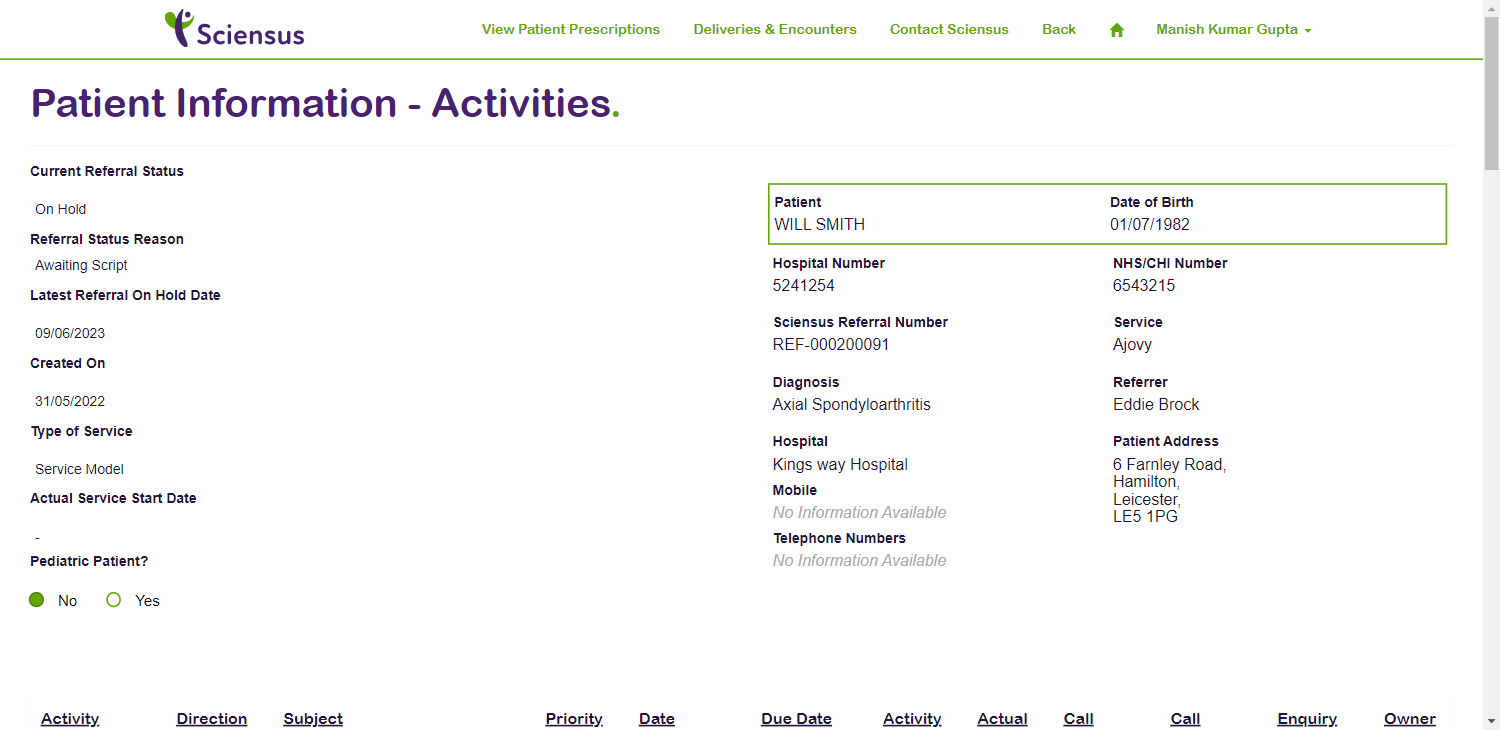 Sciensus
View Patient Prescriptions Deliveries & Encounters Contact Sciensus Back Manish Kumar Gupta
Patient Information - Activities.
Current Referral Status
On Hold
Referral Status Reason
Awaiting Script
Latest Referral On Hold Date
09/06/2023
Created On
31/05/2022
Type of Service
Service Model
Actual Service Start Date
-
Pediatric Patient?
No Yes
Patient Date of Birth
WILL SMITH 01/07/1982
Hospital Number NHS/CHI Number
5241254 6543215
Sciensus Referral Number Service
REF-000200091 Ajovy
Diagnosis Referrer
Axial Spondyloarthritis Eddie Brock
Hospital Patient Address
Kings way Hospital 6 Farnley Road,
Hamilton,
Mobile Leicester,
No Information Available LE5 1PG
Telephone Numbers
No Information Available
Activity Direction Subject Priority Date Due Date Activity Actual Call Call Enquiry Owner